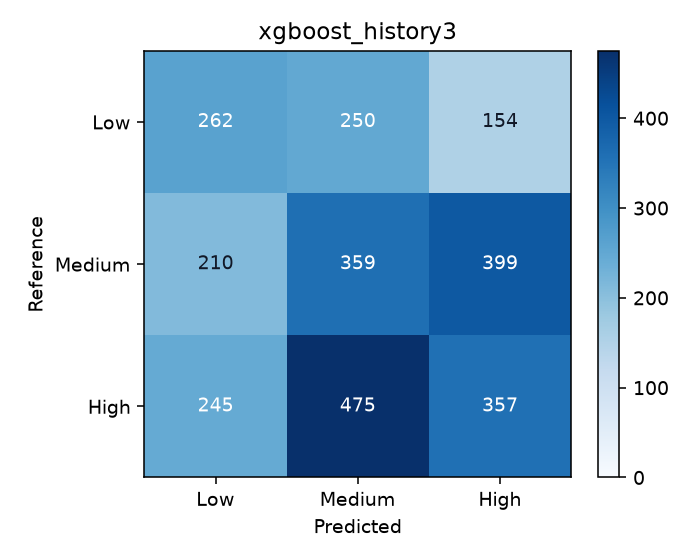 xgboost_history3
Low 262 250 154
Medium 210 359 399
High 245 475 357
Low Medium High
Predicted
Reference
400
300
200
100
0